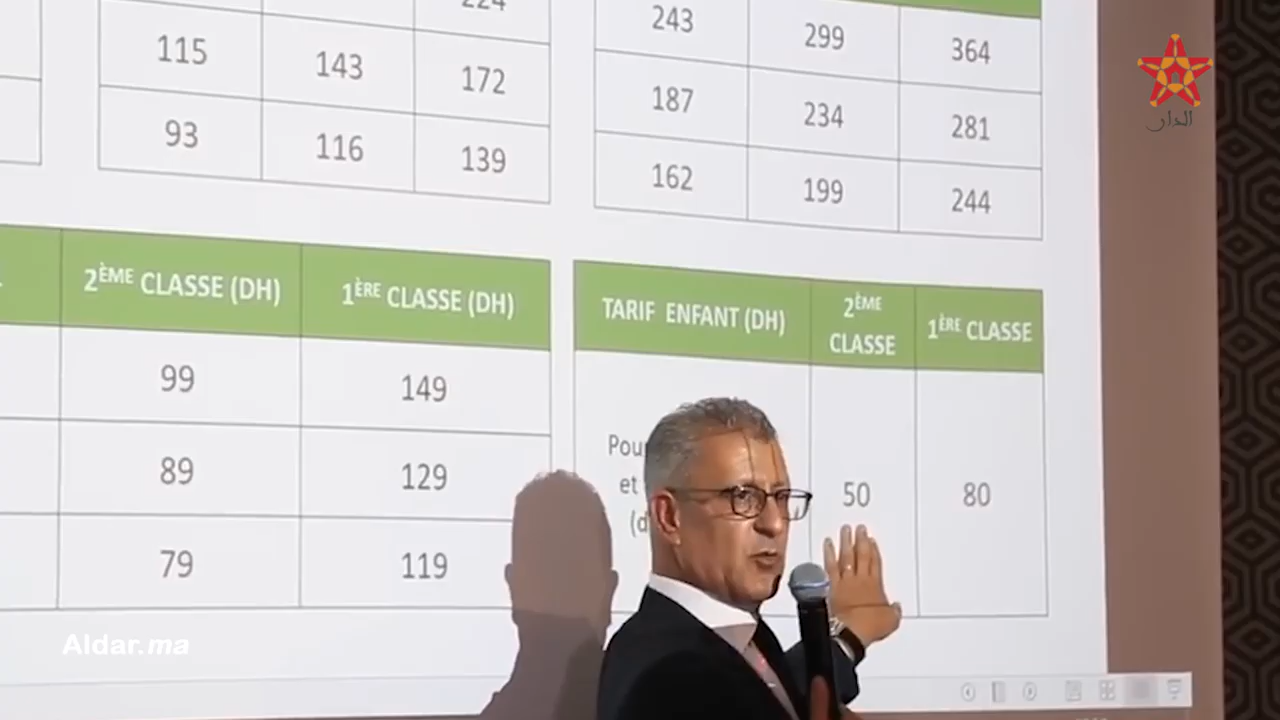 224
115 143 172
93 116 139
243 299 364
187 234 281
162 199 244
الدار
2ÈME CLASSE (DH) 1ÈRE CLASSE (DH)
99 149
89 129
79 119
TARIF ENFANT (DH) 2ÈME CLASSE 1ÈRE CLASSE
et
50 80
Aldar.ma